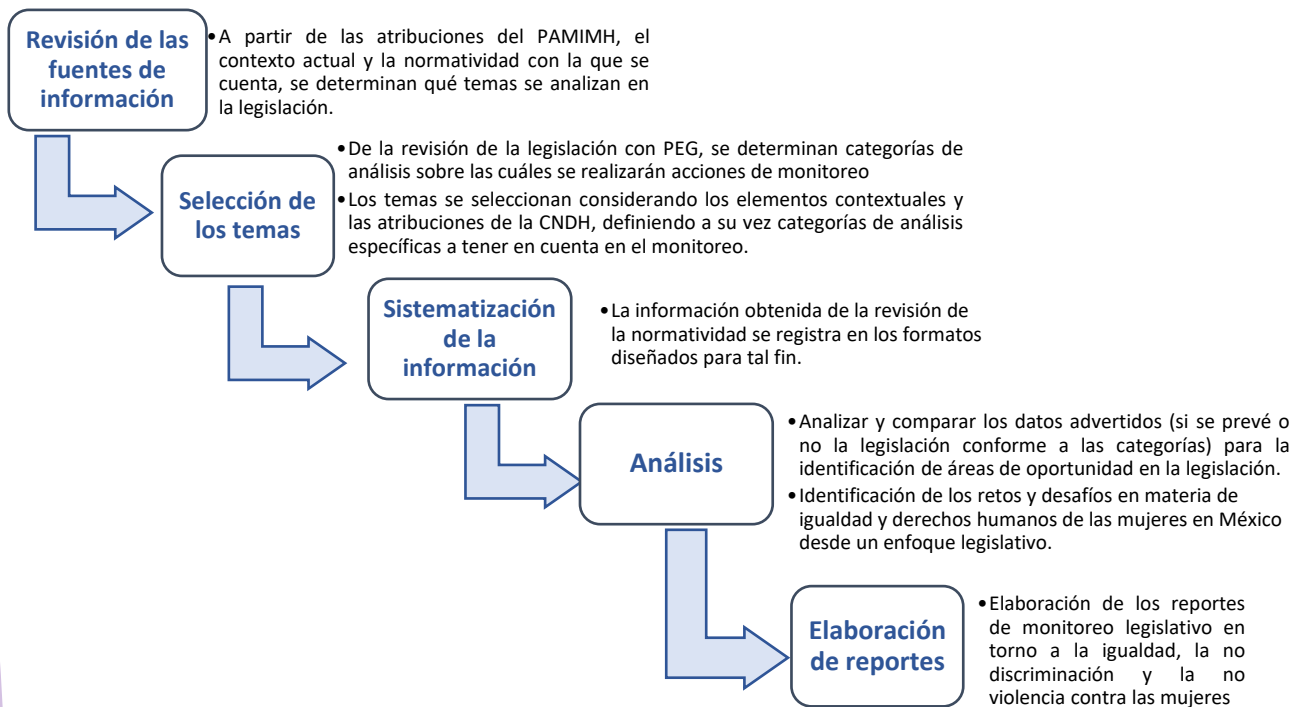 Revisión de las
fuentes de
información
•A partir de las atribuciones del PAMIMH, el
contexto actual y la normatividad con la que se
cuenta, se determinan qué temas se analizan en
la legislación.
Selección de
los temas
•De la revisión de la legislación con PEG, se determinan categorías de
análisis sobre las cuáles se realizarán acciones de monitoreo
•Los temas se seleccionan considerando los elementos contextuales y
las atribuciones de la CNDH, definiendo a su vez categorías de análisis
específicas a tener en cuenta en el monitoreo.
Sistematización
de la
información
•La información obtenida de la revisión de
la normatividad se registra en los formatos
diseñados para tal fin.
Análisis
•Analizar y comparar los datos advertidos (si se prevé o
no la legislación conforme a las categorías) para la
identificación de áreas de oportunidad en la legislación.
•Identificación de los retos y desafíos en materia de
igualdad y derechos humanos de las mujeres en México
desde un enfoque legislativo.
Elaboración
de reportes
•Elaboración de los reportes
de monitoreo legislativo en
torno a la igualdad, la no
discriminación y la no
violencia contra las mujeres